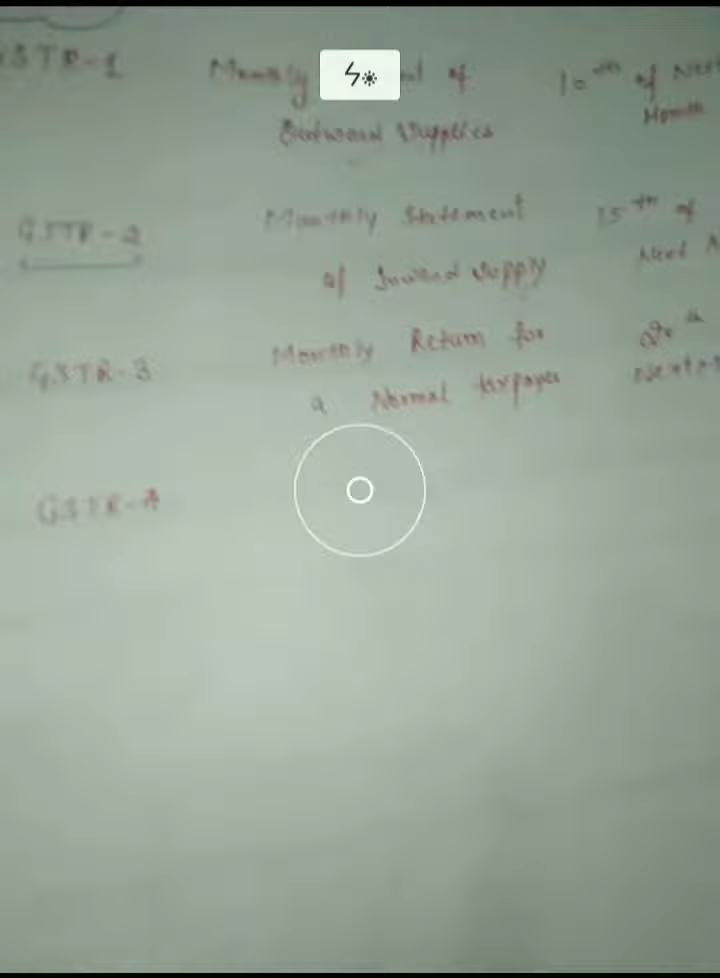 GSTR-1 Monthly of 10th of Next
Outward Supplies Month
GSTR-2 Monthly Statement 15th of
of Inward Supply Next
GSTR-3 Monthly Return for
a Normal taxpayer Next
GSTR-4